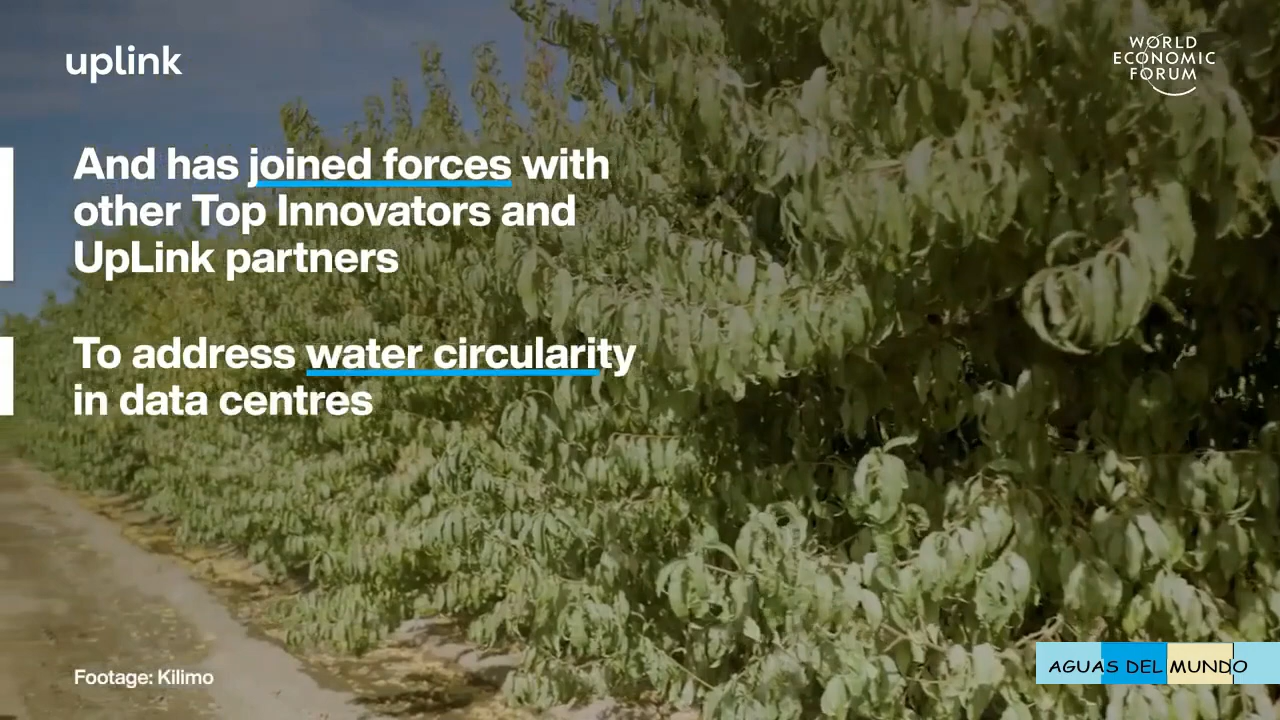 uplink
WORLD
ECONOMIC
FORUM
And has joined forces with
other Top Innovators and
UpLink partners
To address water circularity
in data centres
Footage: Kilimo
AGUAS DEL MUNDO